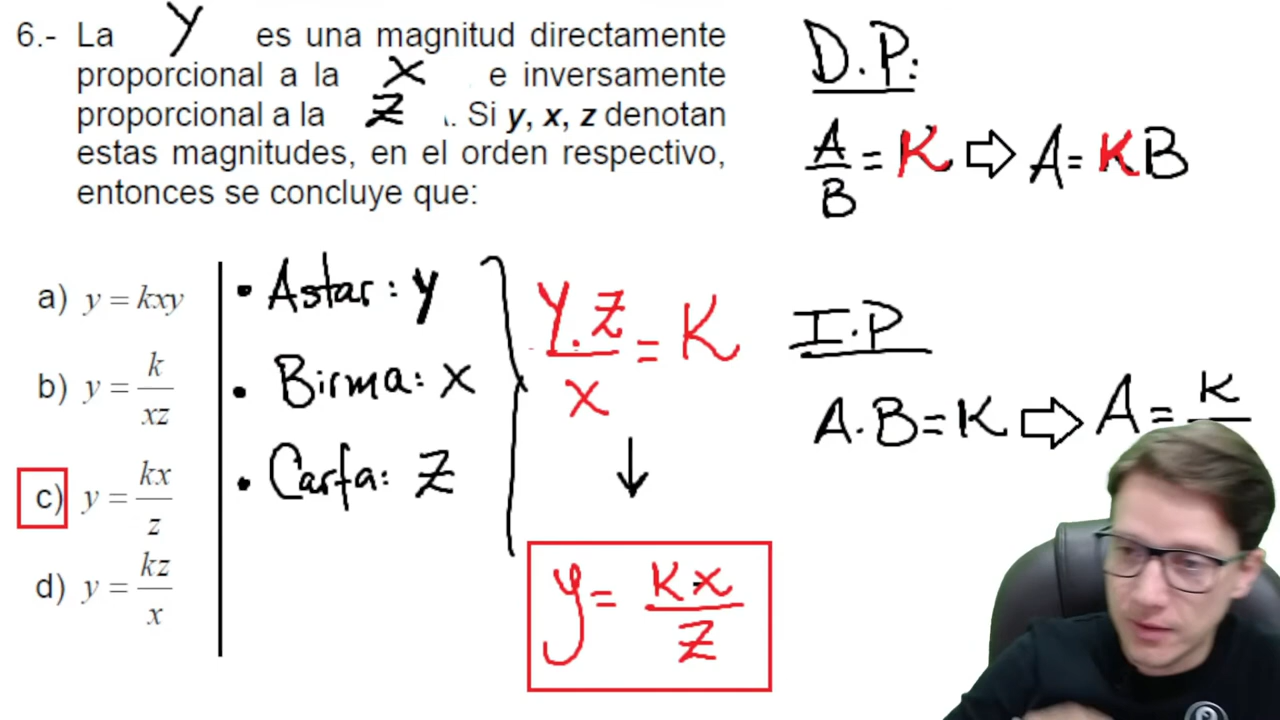 6.- La y es una magnitud directamente
proporcional a la x e inversamente
proporcional a la z . Si y, x, z denotan
estas magnitudes, en el orden respectivo,
entonces se concluye que:
a) y = kxy
b) y = k/xz
c) y = kx/z
d) y = kz/x
• Astar: y
• Birma: x
• Carfa: z
y.z/x = K
↓
y = Kx/z
D.P:
A/B = K ⇨ A = KB
I.P
A.B = K ⇨ A = K